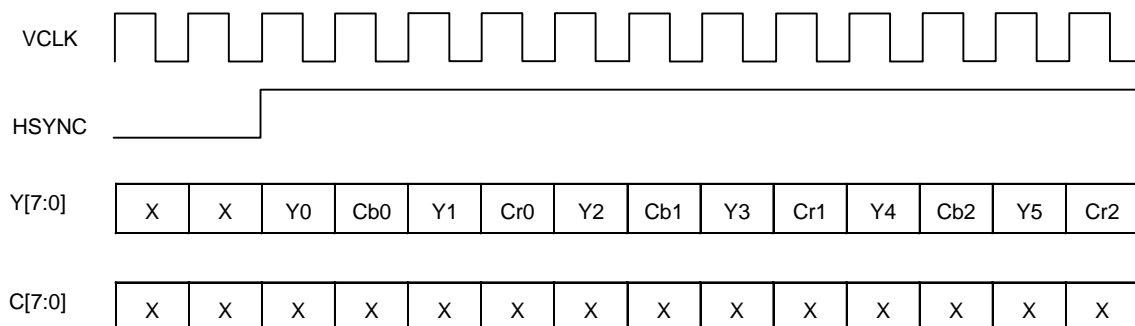 VCLK
HSYNC
Y[7:0] X X Y0 Cb0 Y1 Cr0 Y2 Cb1 Y3 Cr1 Y4 Cb2 Y5 Cr2
C[7:0] X X X X X X X X X X X X X X